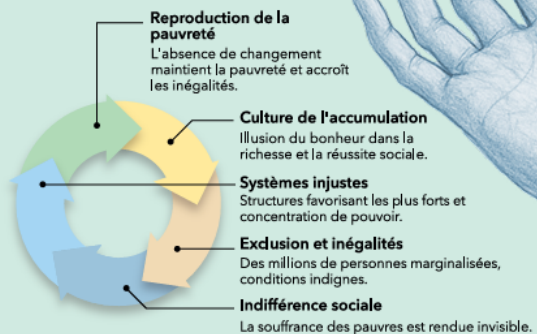 Reproduction de la
pauvreté
L'absence de changement
maintient la pauvreté et accroît
les inégalités.
Culture de l'accumulation
Illusion du bonheur dans la
richesse et la réussite sociale.
Systèmes injustes
Structures favorisant les plus forts et
concentration de pouvoir.
Exclusion et inégalités
Des millions de personnes marginalisées,
conditions indignes.
Indifférence sociale
La souffrance des pauvres est rendue invisible.